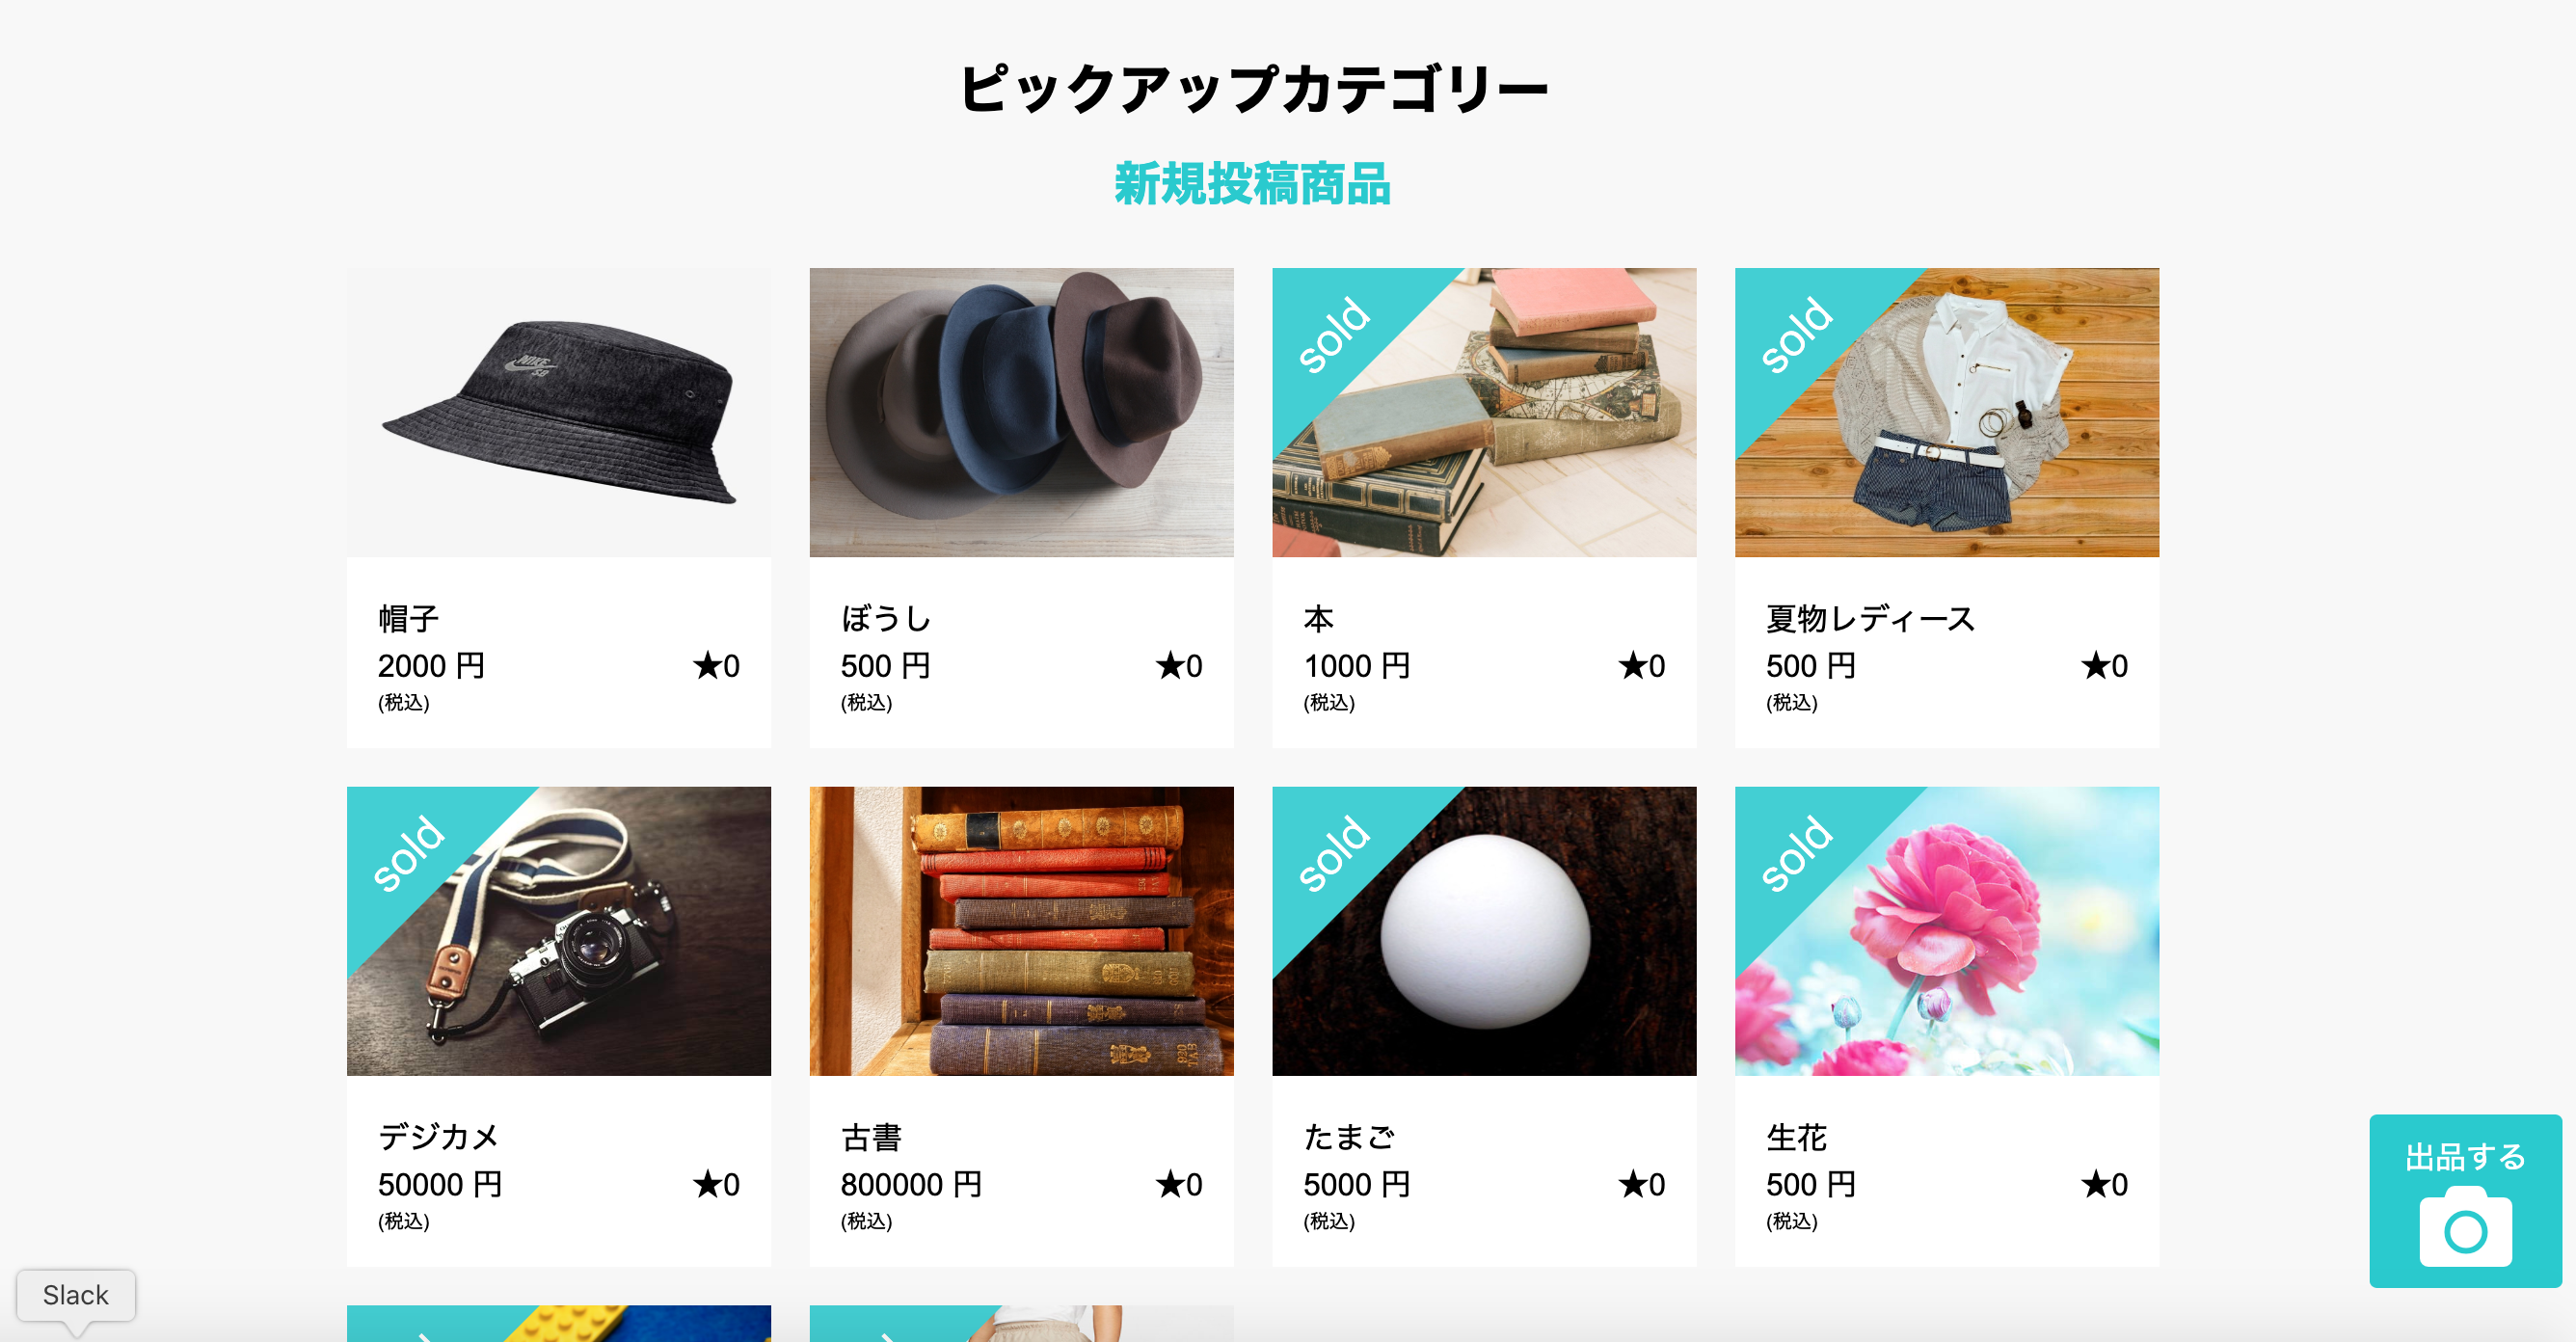 ピックアップカテゴリー
新規投稿商品
NIKE
SB
sold
sold
帽子
2000 円
★0
(税込)
ぼうし
500 円
★0
(税込)
本
1000 円
★0
(税込)
夏物レディース
500 円
★0
(税込)
sold
sold
sold
デジカメ
50000 円
★0
(税込)
古書
800000 円
★0
(税込)
たまご
5000 円
★0
(税込)
生花
500 円
★0
(税込)
出品する
Slack